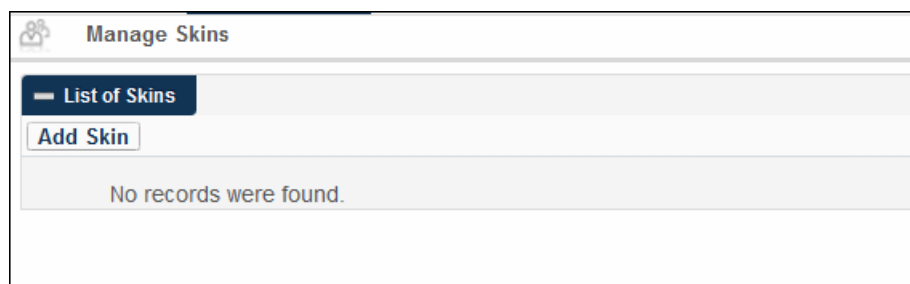 Manage Skins
List of Skins
Add Skin
No records were found.